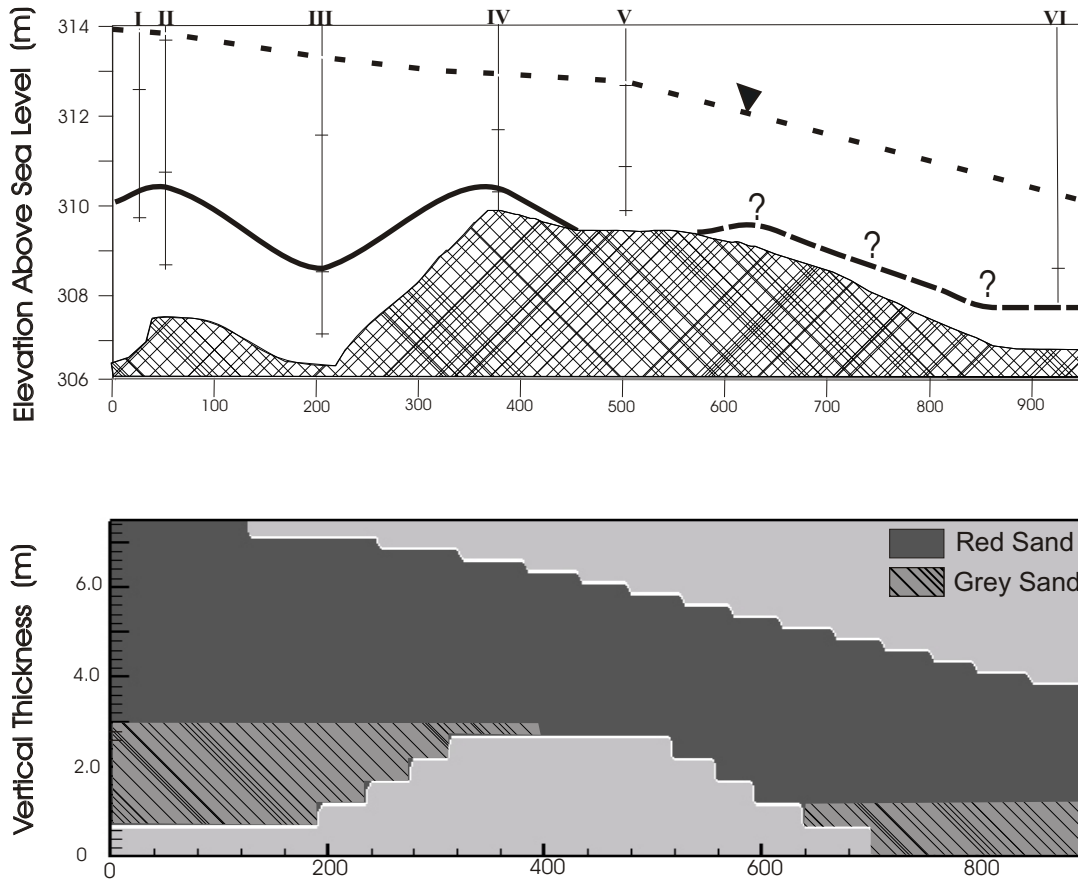 I II III IV V VI
Elevation Above Sea Level (m)
314
312
310
308
306
? ? ?
0 100 200 300 400 500 600 700 800 900
Vertical Thickness (m)
6.0
4.0
2.0
0
Red Sand
Grey Sand
0 200 400 600 800